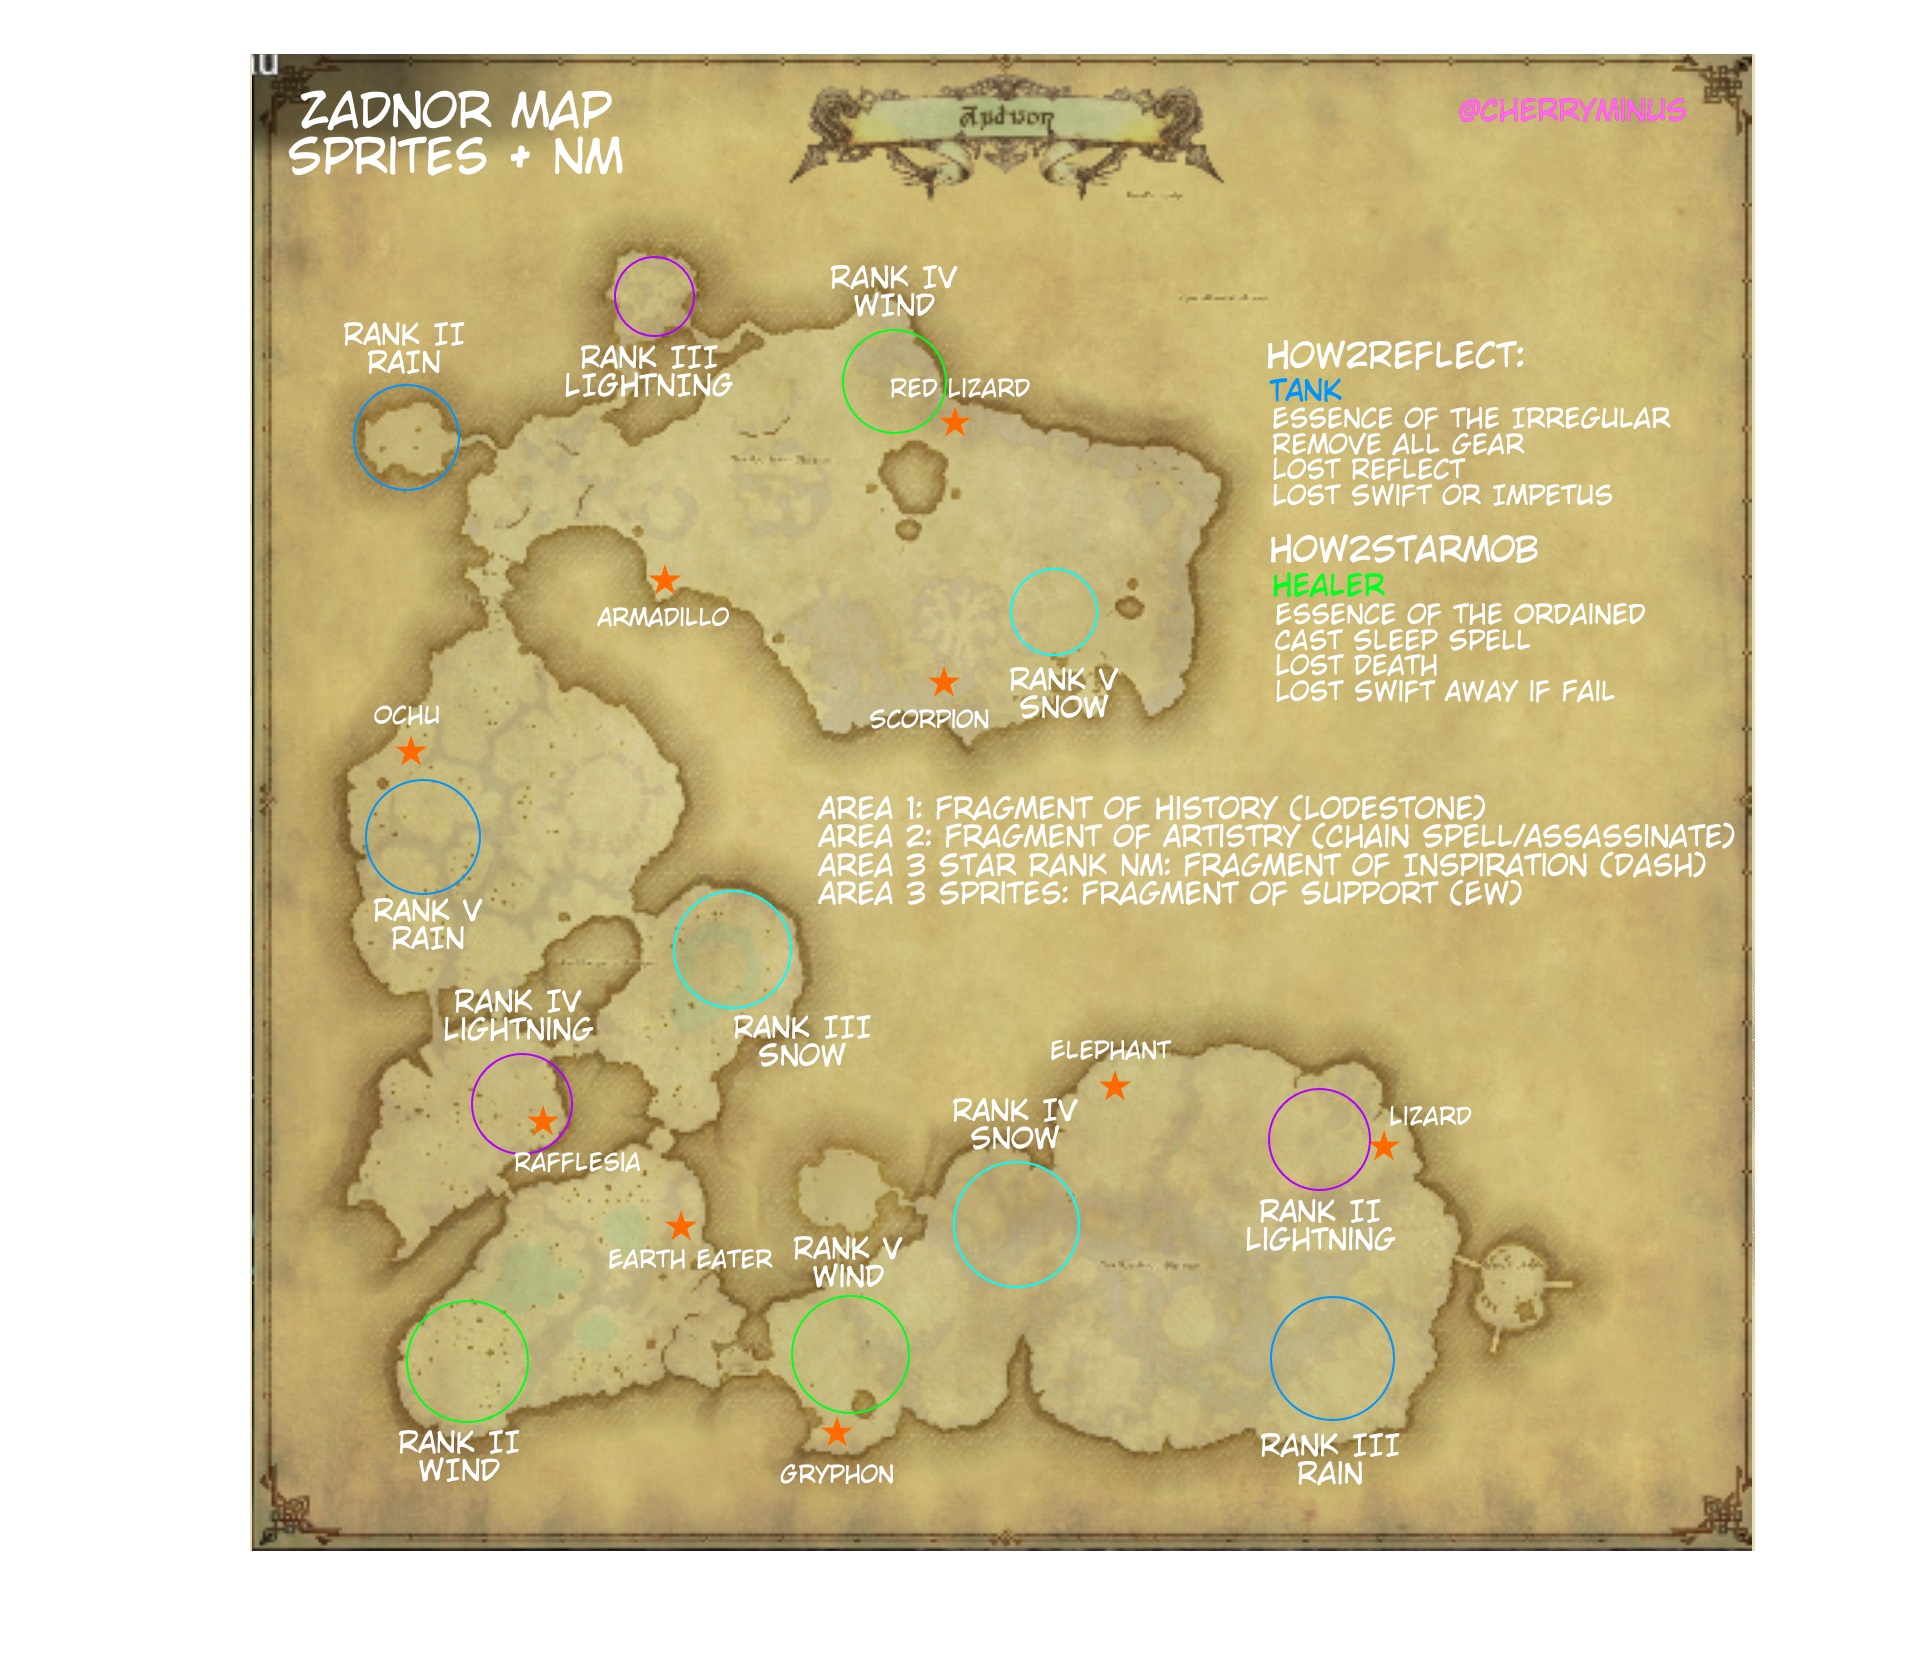 ZADNOR MAP
SPRITES + NM
@CHERRYMINUS
RANK IV
WIND
RANK II
RAIN
RANK III
LIGHTNING
RED LIZARD
HOW2REFLECT:
TANK
ESSENCE OF THE IRREGULAR
REMOVE ALL GEAR
LOST REFLECT
LOST SWIFT OR IMPETUS
HOW2STARMOB
HEALER
ESSENCE OF THE ORDAINED
CAST SLEEP SPELL
LOST DEATH
LOST SWIFT AWAY IF FAIL
ARMADILLO
RANK V
SNOW
SCORPION
OCHU
AREA 1: FRAGMENT OF HISTORY (LODESTONE)
AREA 2: FRAGMENT OF ARTISTRY (CHAIN SPELL/ASSASSINATE)
AREA 3 STAR RANK NM: FRAGMENT OF INSPIRATION (DASH)
AREA 3 SPRITES: FRAGMENT OF SUPPORT (EW)
RANK V
RAIN
RANK IV
LIGHTNING
RANK III
SNOW
ELEPHANT
RANK IV
SNOW
LIZARD
RAFFLESIA
RANK II
LIGHTNING
EARTH EATER
RANK V
WIND
RANK II
WIND
GRYPHON
RANK III
RAIN